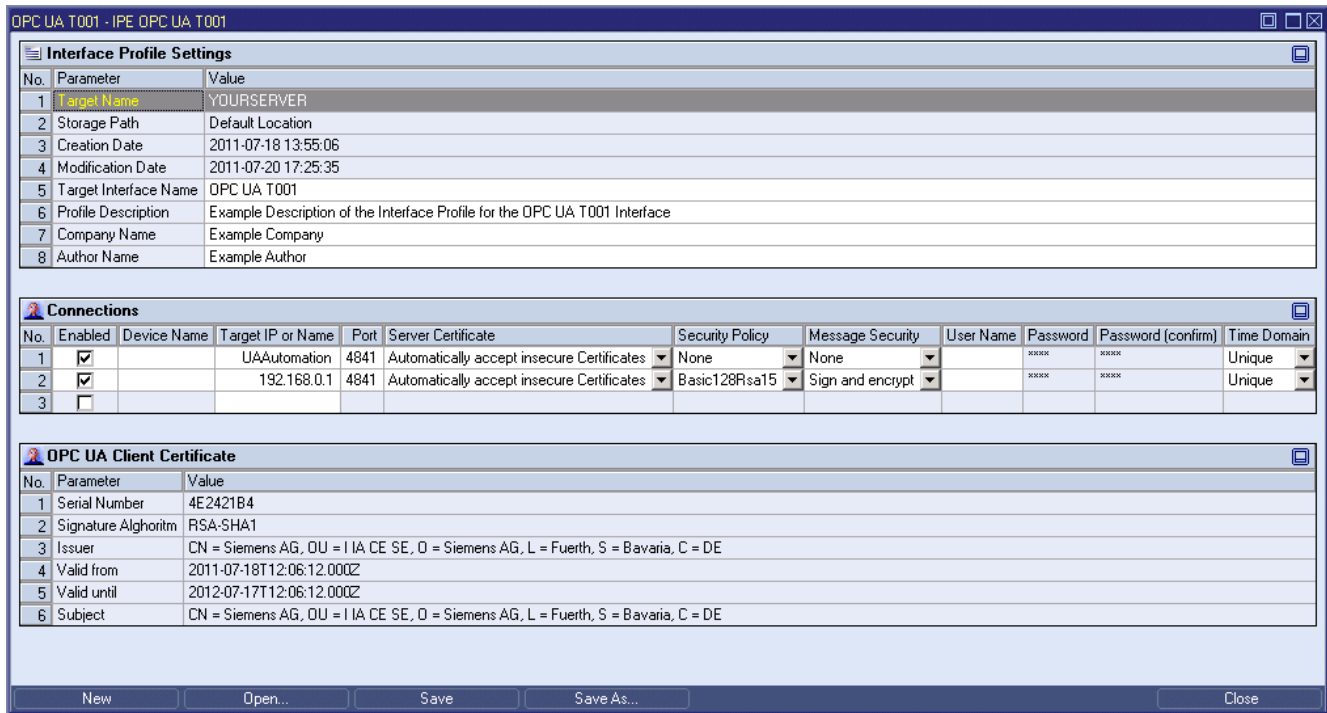 OPC UA T001 - IPE OPC UA T001
Interface Profile Settings
No. Parameter Value
1 Target Name YOURSERVER
2 Storage Path Default Location
3 Creation Date 2011-07-18 13:55:06
4 Modification Date 2011-07-20 17:25:35
5 Target Interface Name OPC UA T001
6 Profile Description Example Description of the Interface Profile for the OPC UA T001 Interface
7 Company Name Example Company
8 Author Name Example Author
Connections
No. Enabled Device Name Target IP or Name Port Server Certificate Security Policy Message Security User Name Password Password (confirm) Time Domain
1 UAAutomation 4841 Automatically accept insecure Certificates None None **** **** Unique
2 192.168.0.1 4841 Automatically accept insecure Certificates Basic128Rsa15 Sign and encrypt **** **** Unique
3
OPC UA Client Certificate
No. Parameter Value
1 Serial Number 4E2421B4
2 Signature Alghoritm RSA-SHA1
3 Issuer CN = Siemens AG, OU = I IA CE SE, O = Siemens AG, L = Fuerth, S = Bavaria, C = DE
4 Valid from 2011-07-18T12:06:12.000Z
5 Valid until 2012-07-17T12:06:12.000Z
6 Subject CN = Siemens AG, OU = I IA CE SE, O = Siemens AG, L = Fuerth, S = Bavaria, C = DE
New Open... Save Save As... Close